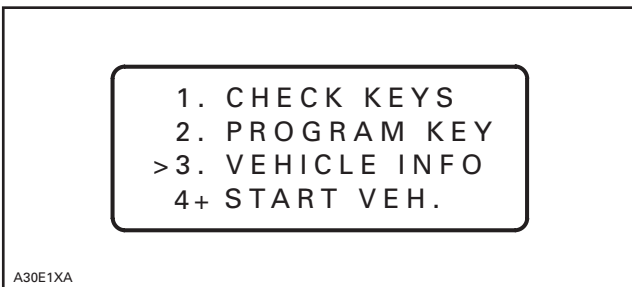 1. CHECK KEYS
2. PROGRAM KEY
>3. VEHICLE INFO
4+ START VEH.
A30E1XA